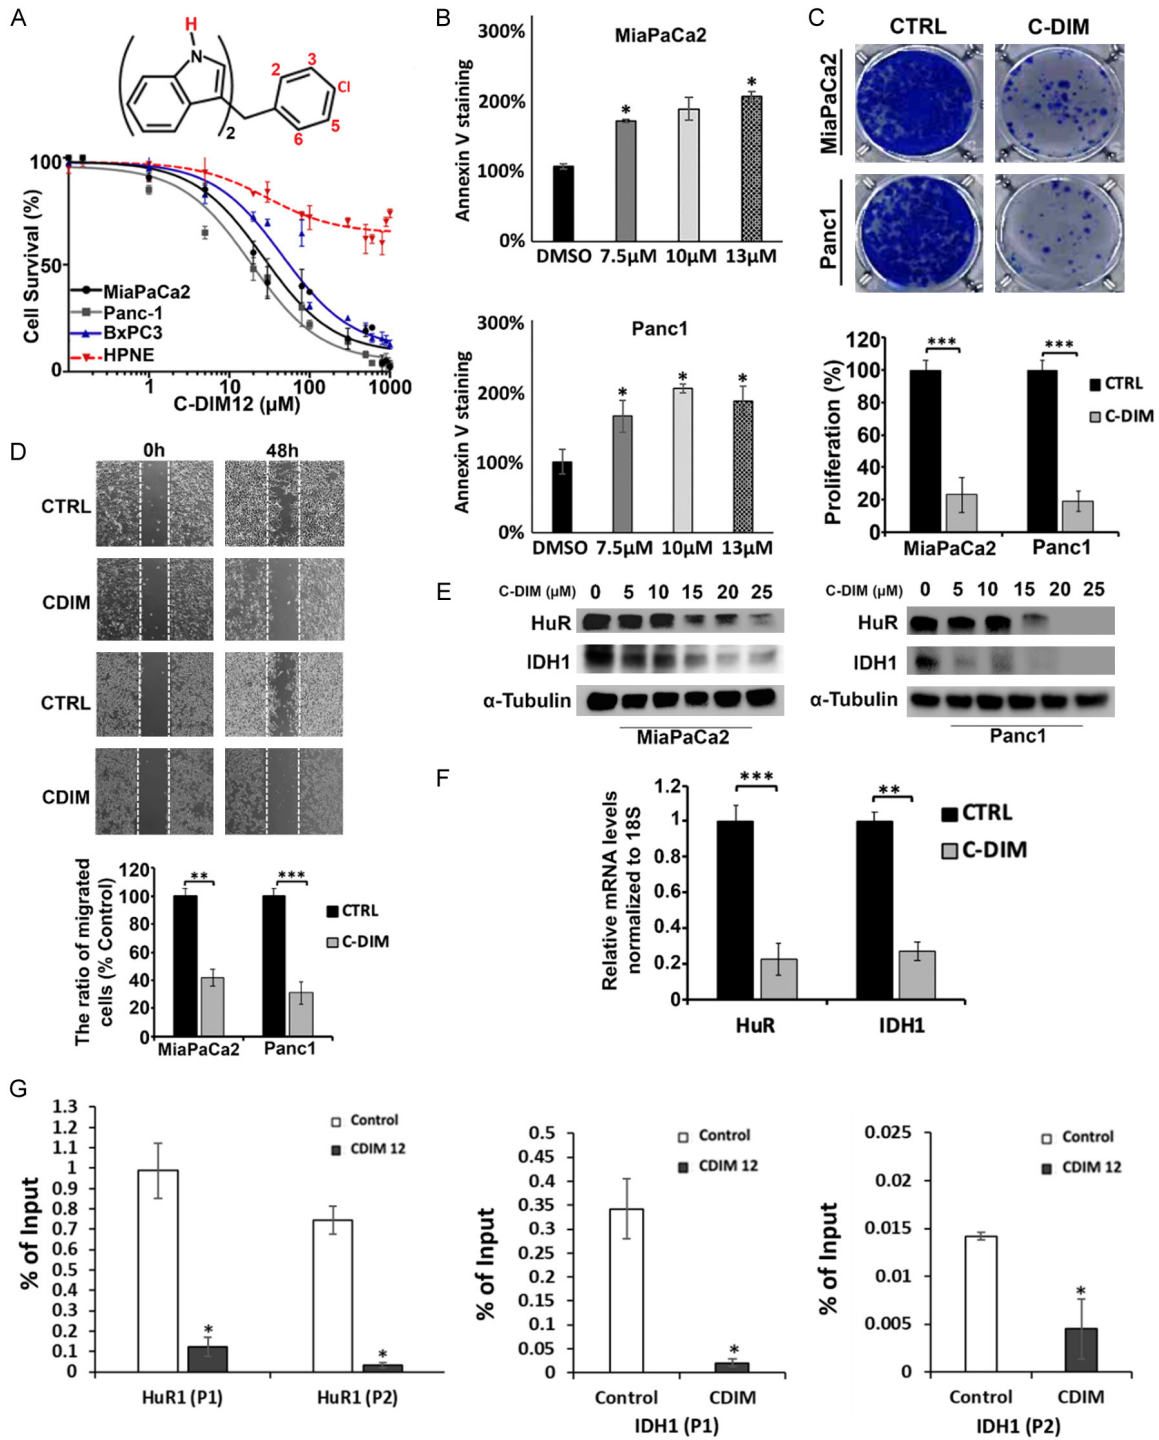 A
H
N
2
3
Cl
5
6
2
100
50
0
Cell Survival (%)
MiaPaCa2
Panc-1
BxPC3
HPNE
1 10 100 1000
C-DIM12 (µM)
B
MiaPaCa2
300%
200%
100%
0%
Annexin V staining
* *
DMSO 7.5µM 10µM 13µM
Panc1
300%
200%
100%
0%
Annexin V staining
* * *
DMSO 7.5µM 10µM 13µM
C
CTRL C-DIM
MiaPaCa2
Panc1
120
100
80
60
40
20
0
Proliferation (%)
*** ***
CTRL
C-DIM
MiaPaCa2 Panc1
D
0h 48h
CTRL
CDIM
CTRL
CDIM
120
100
80
60
40
20
0
The ratio of migrated
cells (% Control)
** ***
CTRL
C-DIM
MiaPaCa2 Panc1
E
C-DIM (µM) 0 5 10 15 20 25
HuR
IDH1
α-Tubulin
MiaPaCa2
C-DIM (µM) 0 5 10 15 20 25
HuR
IDH1
α-Tubulin
Panc1
F
1.2
1
0.8
0.6
0.4
0.2
0
Relative mRNA levels
normalized to 18S
*** **
CTRL
C-DIM
HuR IDH1
G
1.3
1.2
1.1
1
0.9
0.8
0.7
0.6
0.5
0.4
0.3
0.2
0.1
0
% of Input
Control
CDIM 12
* *
HuR1 (P1) HuR1 (P2)
0.5
0.45
0.4
0.35
0.3
0.25
0.2
0.15
0.1
0.05
0
% of Input
Control
CDIM 12
*
Control CDIM
IDH1 (P1)
0.025
0.02
0.015
0.01
0.005
0
% of Input
Control
CDIM 12
*
Control CDIM
IDH1 (P2)